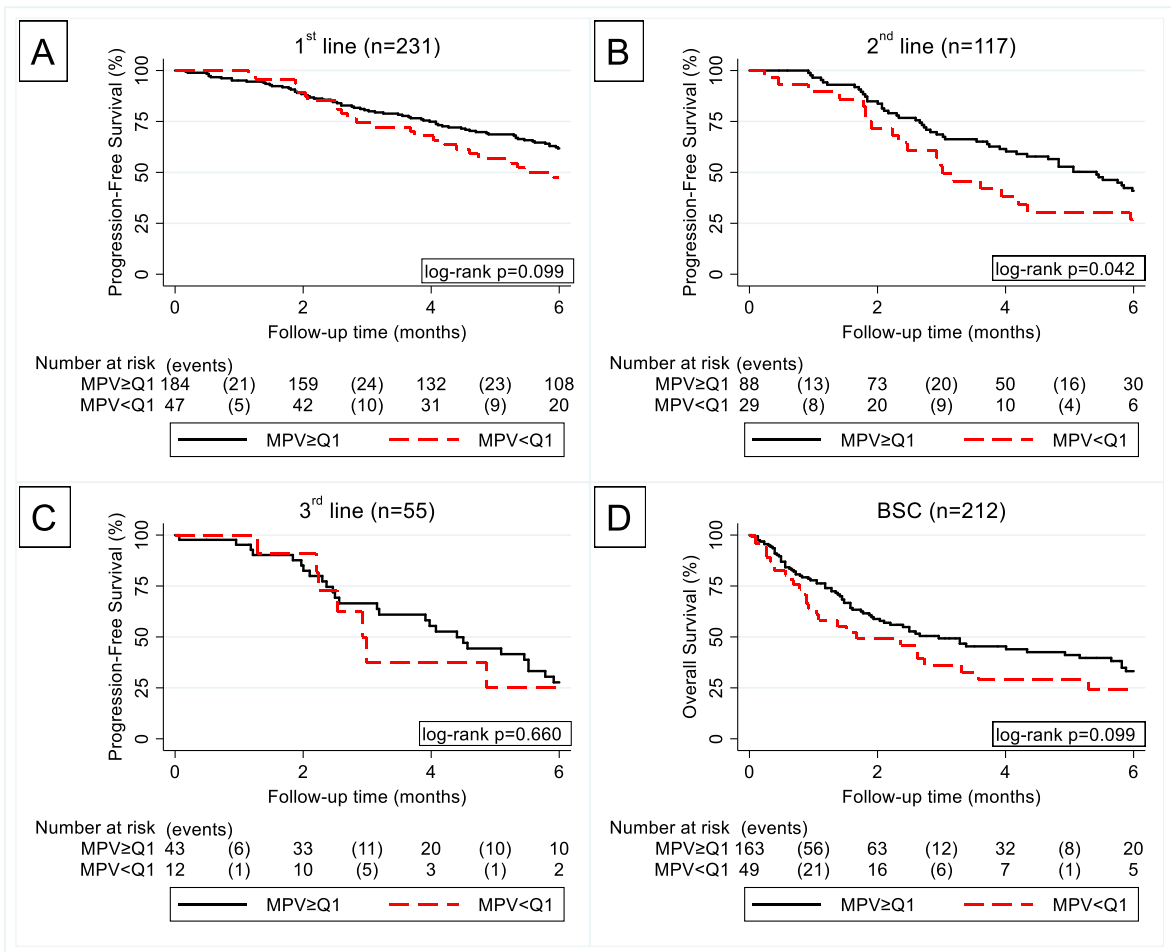 A
1st line (n=231)
Progression-Free Survival (%)
100
75
50
25
0
log-rank p=0.099
0 2 4 6
Follow-up time (months)
Number at risk (events)
MPV≥Q1 184 (21) 159 (24) 132 (23) 108
MPV<Q1 47 (5) 42 (10) 31 (9) 20
MPV≥Q1 MPV<Q1
B
2nd line (n=117)
Progression-Free Survival (%)
100
75
50
25
0
log-rank p=0.042
0 2 4 6
Follow-up time (months)
Number at risk (events)
MPV≥Q1 88 (13) 73 (20) 50 (16) 30
MPV<Q1 29 (8) 20 (9) 10 (4) 6
MPV≥Q1 MPV<Q1
C
3rd line (n=55)
Progression-Free Survival (%)
100
75
50
25
0
log-rank p=0.660
0 2 4 6
Follow-up time (months)
Number at risk (events)
MPV≥Q1 43 (6) 33 (11) 20 (10) 10
MPV<Q1 12 (1) 10 (5) 3 (1) 2
MPV≥Q1 MPV<Q1
D
BSC (n=212)
Overall Survival (%)
100
75
50
25
0
log-rank p=0.099
0 2 4 6
Follow-up time (months)
Number at risk (events)
MPV≥Q1 163 (56) 63 (12) 32 (8) 20
MPV<Q1 49 (21) 16 (6) 7 (1) 5
MPV≥Q1 MPV<Q1